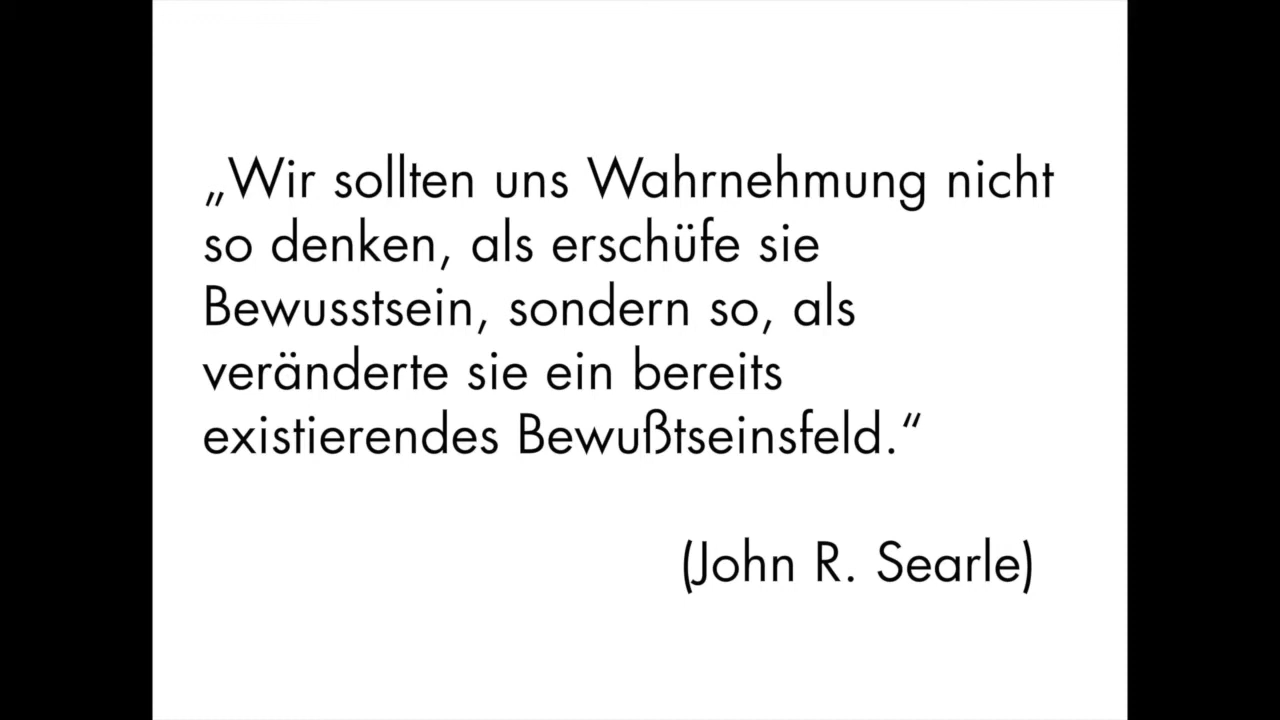 „Wir sollten uns Wahrnehmung nicht
so denken, als erschüfe sie
Bewusstsein, sondern so, als
veränderte sie ein bereits
existierendes Bewußtseinsfeld.“
(John R. Searle)